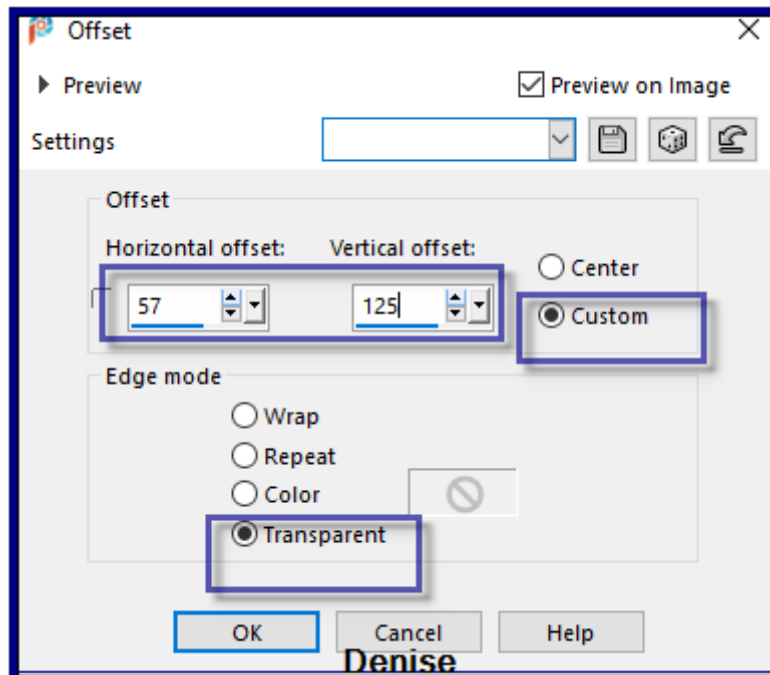 Offset
Preview Preview on Image
Settings
Offset
Horizontal offset: Vertical offset:
Center
57 125
Custom
Edge mode
Wrap
Repeat
Color
Transparent
OK Cancel Help
Denise